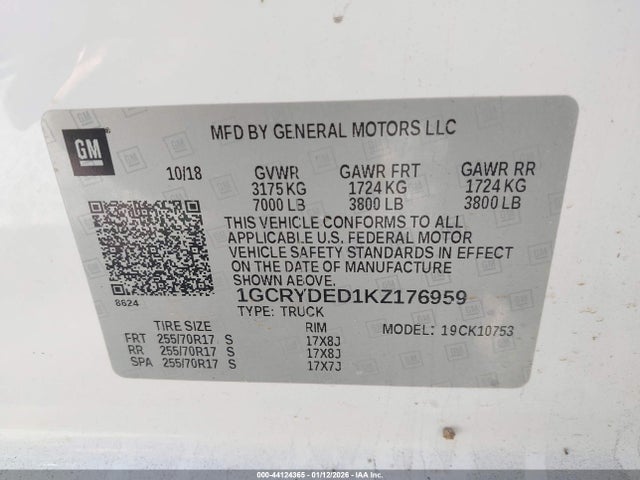 GM
MFD BY GENERAL MOTORS LLC
10/18 GVWR GAWR FRT GAWR RR
3175 KG 1724 KG 1724 KG
7000 LB 3800 LB 3800 LB
THIS VEHICLE CONFORMS TO ALL
APPLICABLE U.S. FEDERAL MOTOR
VEHICLE SAFETY STANDARDS IN EFFECT
ON THE DATE OF MANUFACTURE
SHOWN ABOVE.
8624
1GCRYDED1KZ176959
TYPE: TRUCK
MODEL: 19CK10753
TIRE SIZE RIM
FRT 255/70R17 S 17X8J
RR 255/70R17 S 17X8J
SPA 255/70R17 S 17X7J
000-44124365 - 01/12/2026 - IAAHQCR